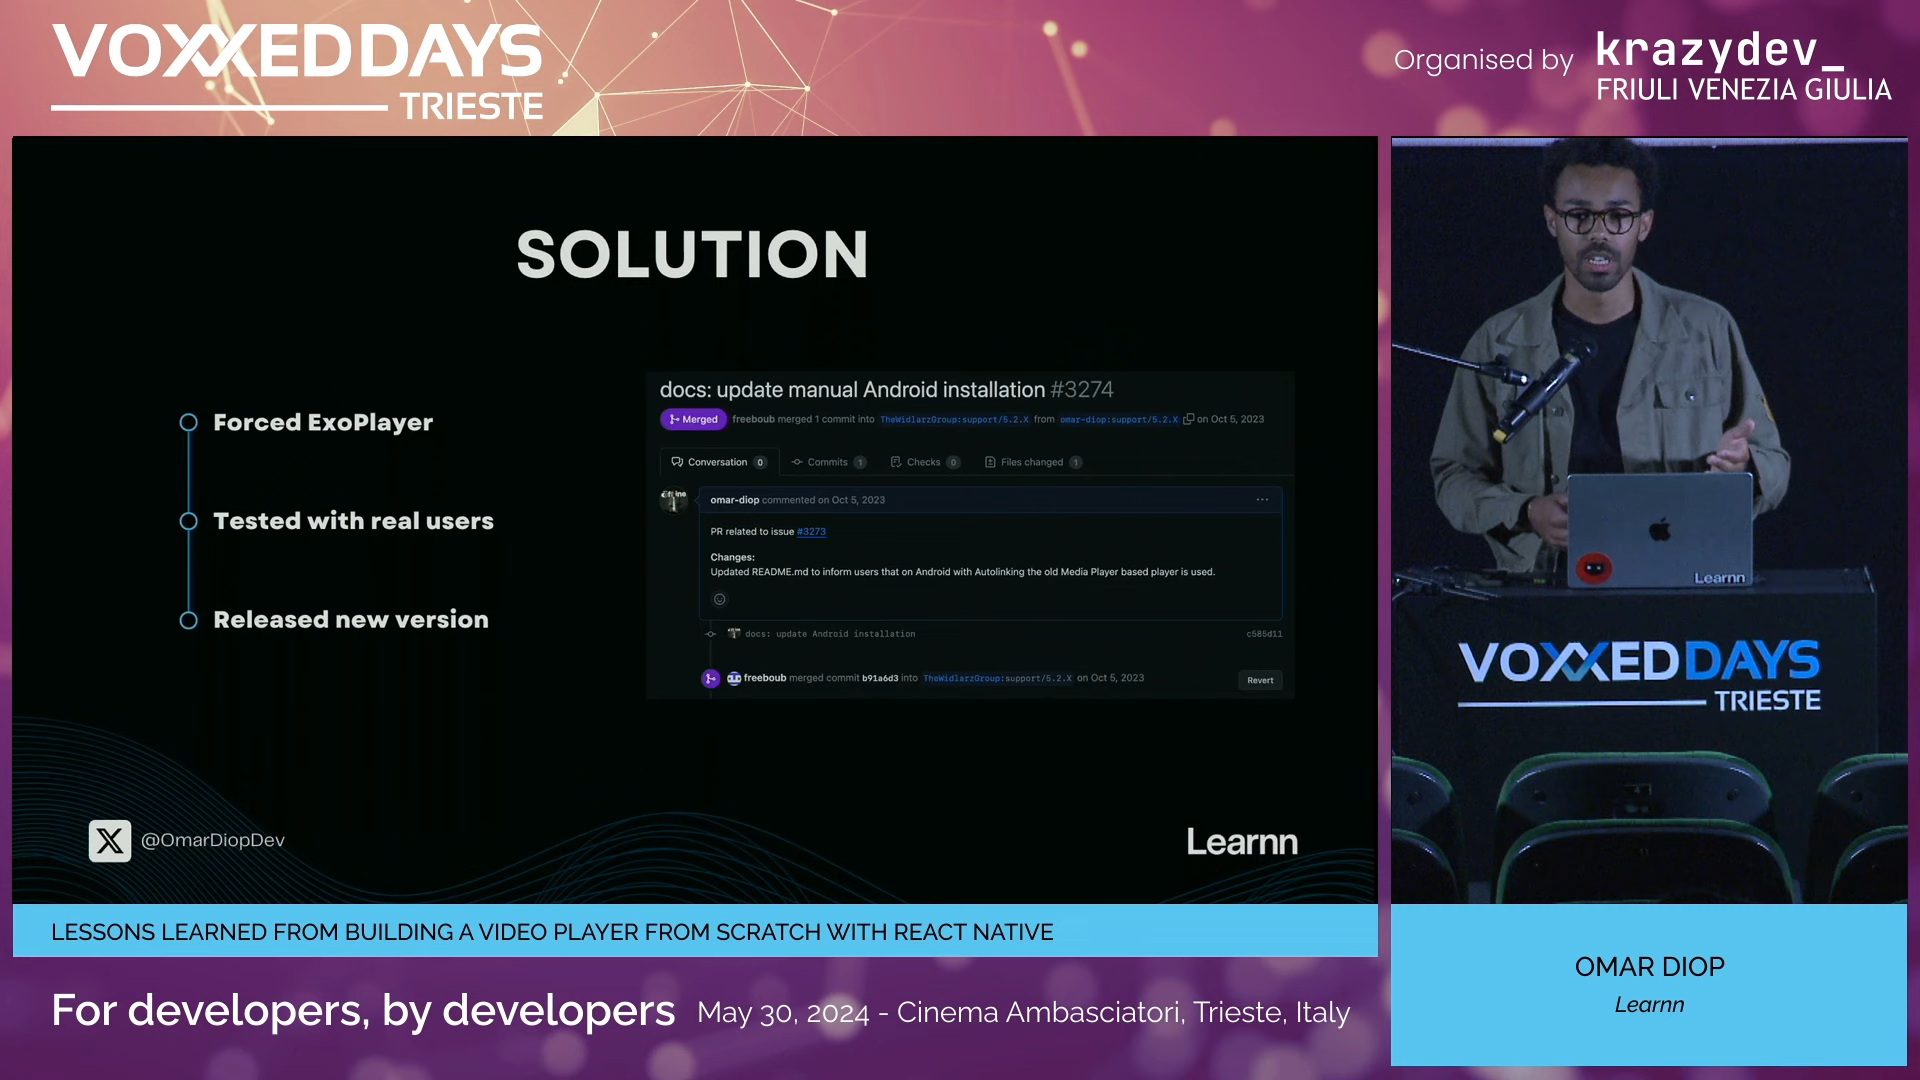 VOXXEDDAYS
TRIESTE
Organised by
krazydev_
FRIULI VENEZIA GIULIA
SOLUTION
Forced ExoPlayer
Tested with real users
Released new version
docs: update manual Android installation #3274
Merged freeboub merged 1 commit into TheWidlarzGroup:support/5.2.X from omar-diop:support/5.2.X on Oct 5, 2023
Conversation 0 Commits 1 Checks 0 Files changed 1
omar-diop commented on Oct 5, 2023 ...
PR related to issue #3273
Changes:
Updated README.md to inform users that on Android with Autolinking the old Media Player based player is used.
docs: update Android installation c585d11
freeboub merged commit b91a6d3 into TheWidlarzGroup:support/5.2.X on Oct 5, 2023 Revert
@OmarDiopDev
Learnn
Learnn
VOXXEDDAYS
TRIESTE
LESSONS LEARNED FROM BUILDING A VIDEO PLAYER FROM SCRATCH WITH REACT NATIVE
OMAR DIOP
Learnn
For developers, by developers May 30, 2024 - Cinema Ambasciatori, Trieste, Italy